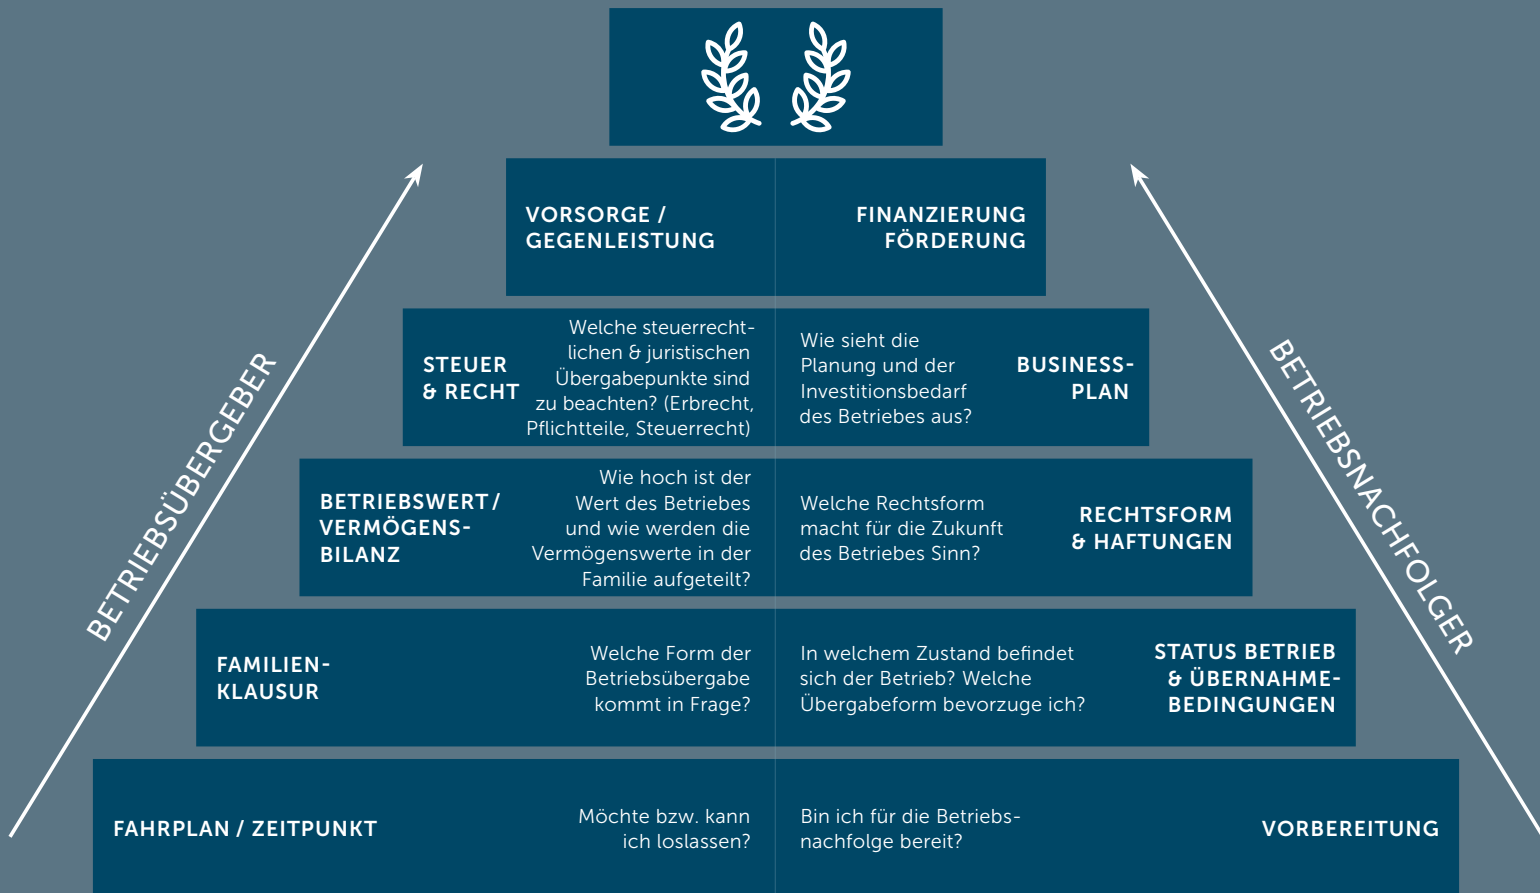 VORSORGE /
GEGENLEISTUNG
FINANZIERUNG
FÖRDERUNG
STEUER
& RECHT
Welche steuerrecht-
lichen & juristischen
Übergabepunkte sind
zu beachten? (Erbrecht,
Pflichtteile, Steuerrecht)
Wie sieht die
Planung und der
Investitionsbedarf
des Betriebes aus?
BUSINESS-
PLAN
BETRIEBSWERT /
VERMÖGENS-
BILANZ
Wie hoch ist der
Wert des Betriebes
und wie werden die
Vermögenswerte in der
Familie aufgeteilt?
Welche Rechtsform
macht für die Zukunft
des Betriebes Sinn?
RECHTSFORM
& HAFTUNGEN
FAMILIEN-
KLAUSUR
Welche Form der
Betriebsübergabe
kommt in Frage?
In welchem Zustand befindet
sich der Betrieb? Welche
Übergabeform bevorzuge ich?
STATUS BETRIEB
& ÜBERNAHME-
BEDINGUNGEN
FAHRPLAN / ZEITPUNKT
Möchte bzw. kann
ich loslassen?
Bin ich für die Betriebs-
nachfolge bereit?
VORBEREITUNG
BETRIEBSÜBERGEBER
BETRIEBSNACHFOLGER